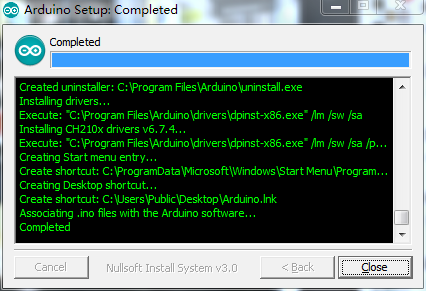 Arduino Setup: Completed
Completed
Created uninstaller: C:\Program Files\Arduino\uninstall.exe
Installing drivers...
Execute: "C:\Program Files\Arduino\drivers\dpinst-x86.exe" /lm /sw /sa
Installing CH210x drivers v6.7.4...
Execute: "C:\Program Files\Arduino\drivers\dpinst-x86.exe" /lm /sw /sa /p...
Creating Start menu entry...
Create shortcut: C:\ProgramData\Microsoft\Windows\Start Menu\Program...
Creating Desktop shortcut...
Create shortcut: C:\Users\Public\Desktop\Arduino.lnk
Associating .ino files with the Arduino software...
Completed
Cancel Nullsoft Install System v3.0 < Back Close